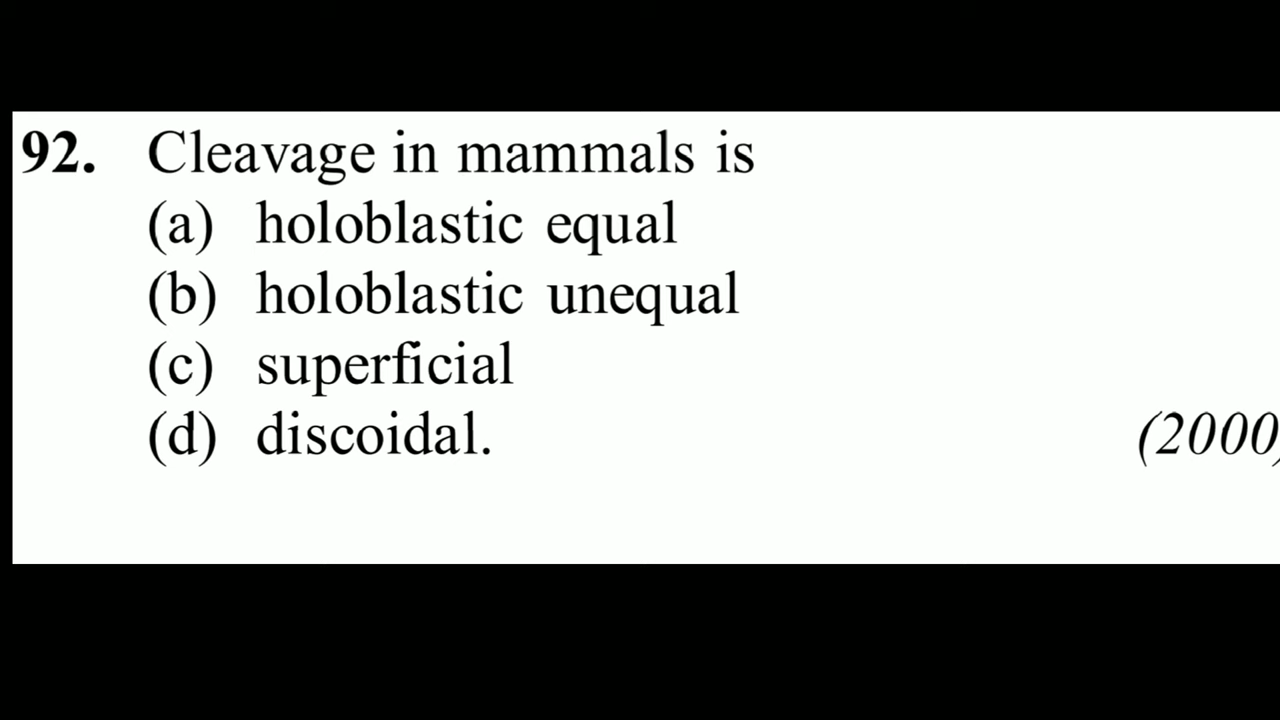 92. Cleavage in mammals is
(a) holoblastic equal
(b) holoblastic unequal
(c) superficial
(d) discoidal. (2000)